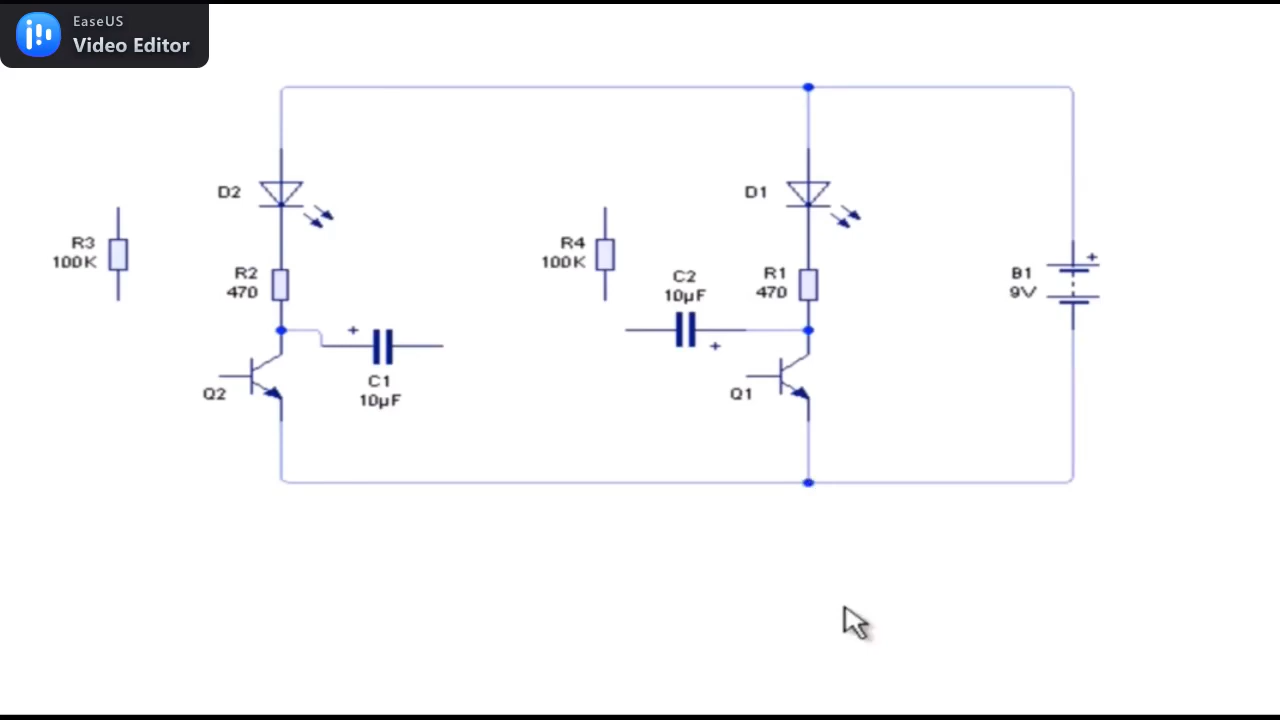 EaseUS
Video Editor
D2
D1
R3
100K
R4
100K
R2
470
C2
10µF
R1
470
B1
+
9V
+
+
C1
10µF
Q2
Q1